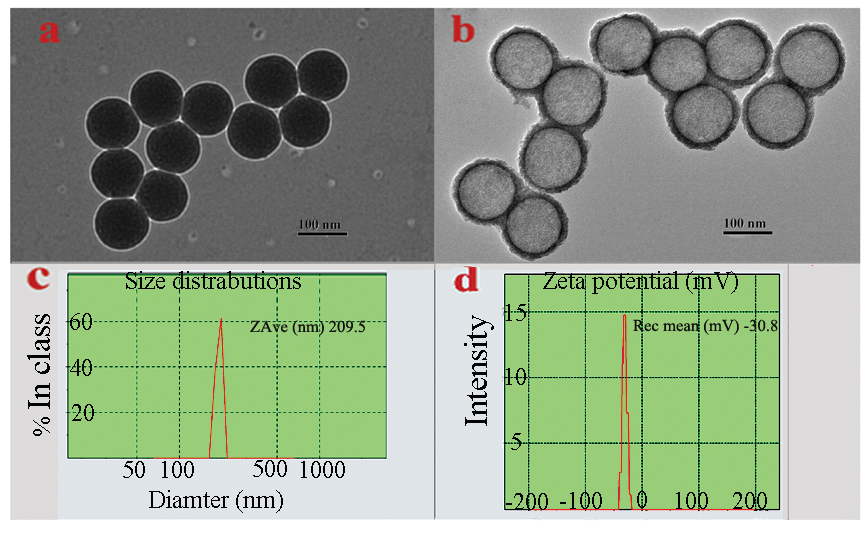 a
b
100 nm
100 nm
c
Size distrabutions
ZAve (nm) 209.5
% In class
60
40
20
50 100 500 1000
Diamter (nm)
d
Zeta potential (mV)
Rec mean (mV) -30.8
Intensity
15
10
5
-200 -100 0 100 200